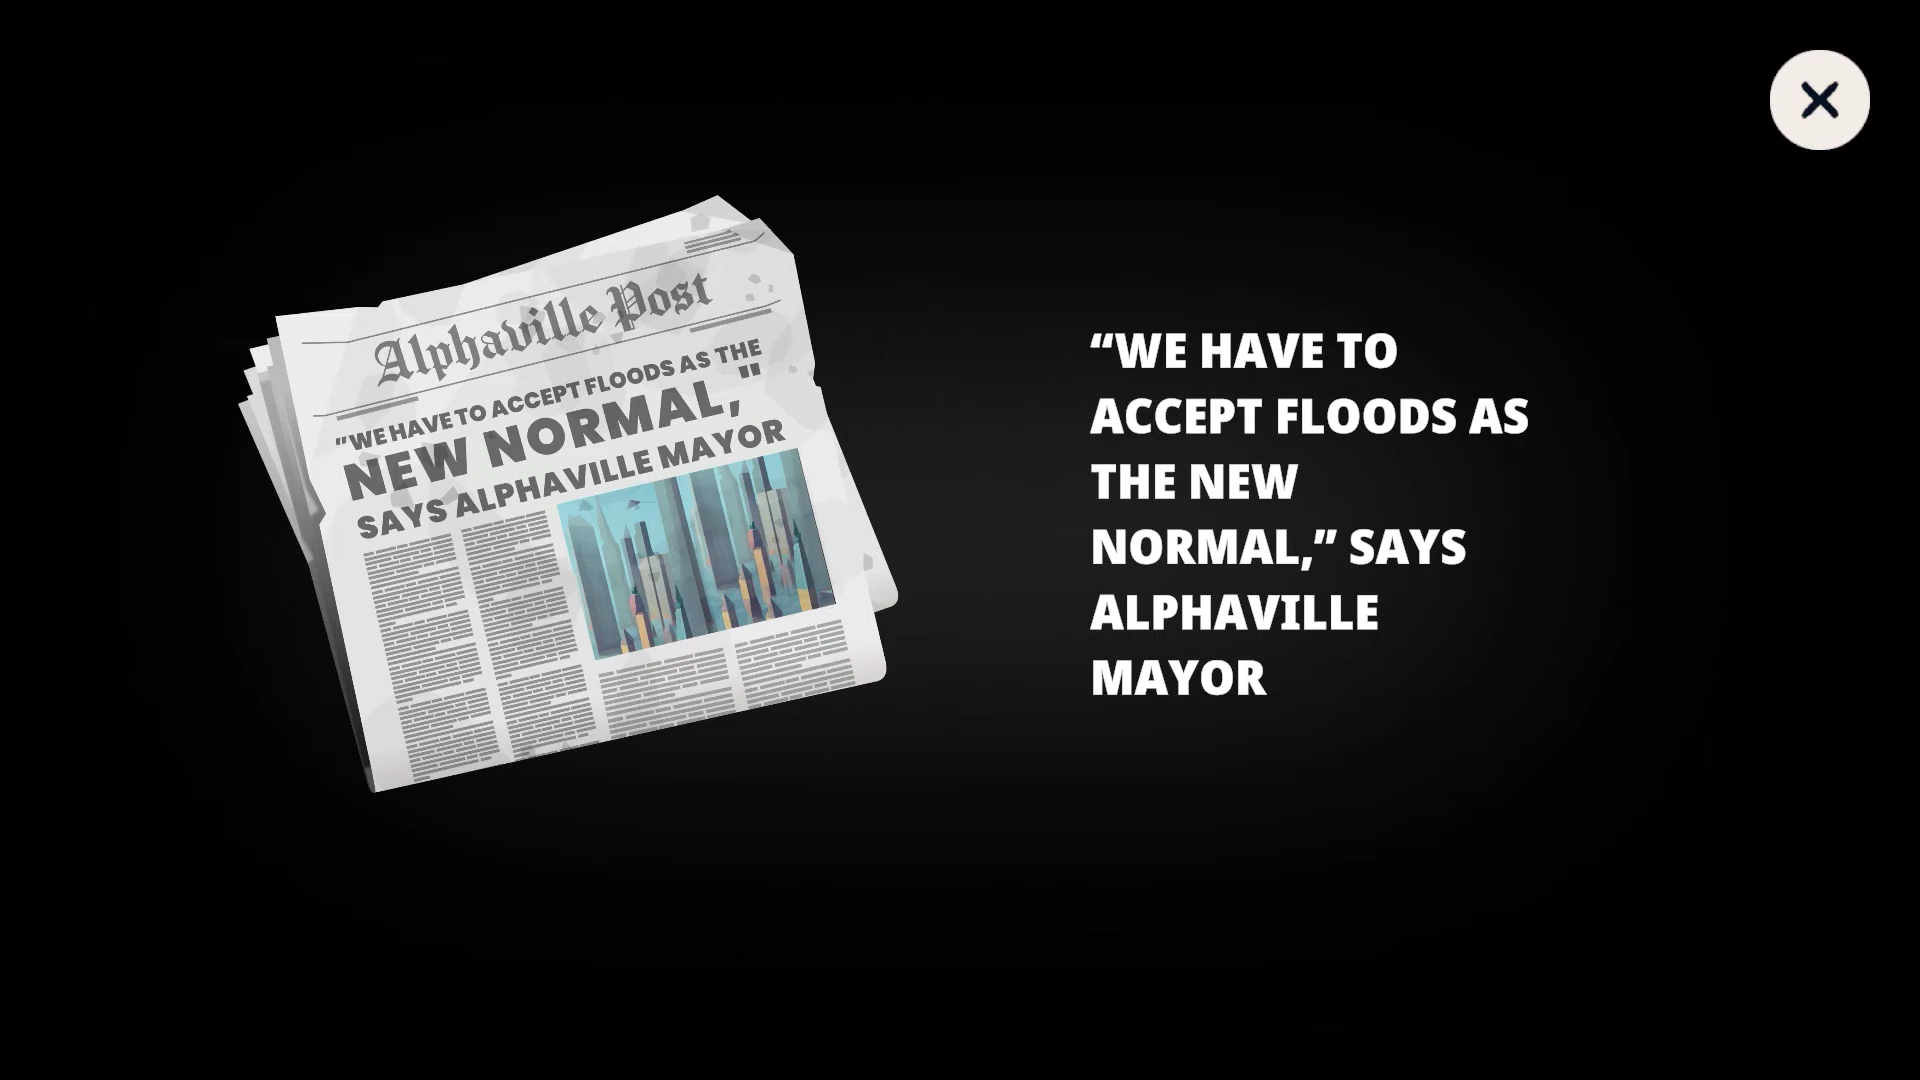 Alphaville Post
"WE HAVE TO ACCEPT FLOODS AS THE
NEW NORMAL,"
SAYS ALPHAVILLE MAYOR
“WE HAVE TO
ACCEPT FLOODS AS
THE NEW
NORMAL,” SAYS
ALPHAVILLE
MAYOR